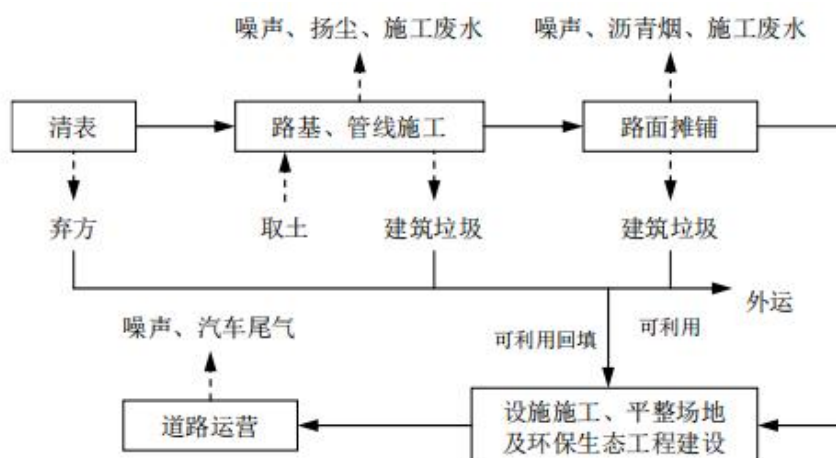 噪声、扬尘、施工废水
噪声、沥青烟、施工废水
清表
路基、管线施工
路面摊铺
弃方
取土
建筑垃圾
建筑垃圾
外运
噪声、汽车尾气
可利用回填
可利用
道路运营
设施施工、平整场地
及环保生态工程建设